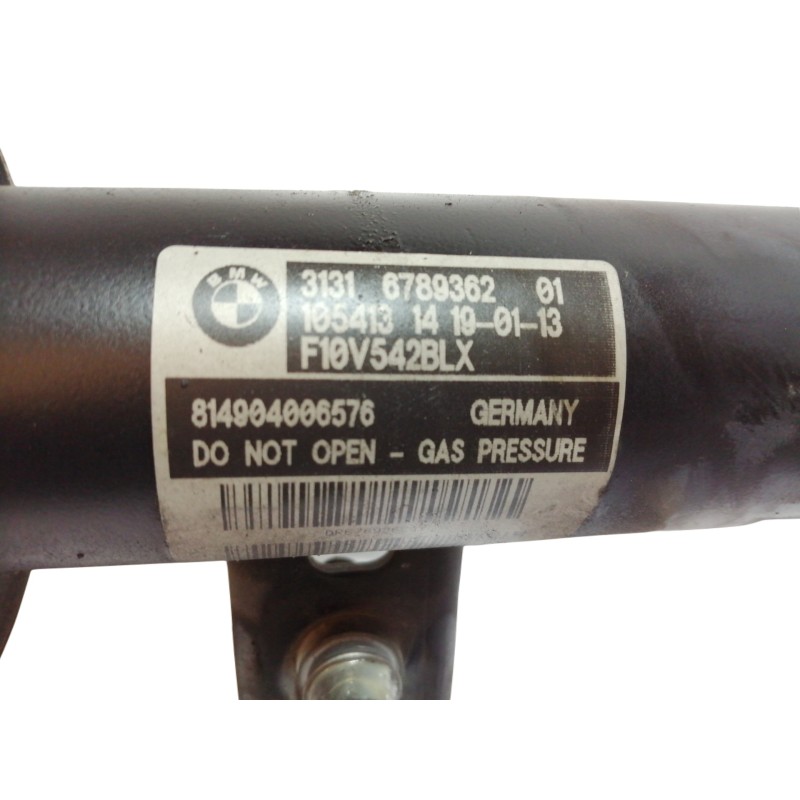 BMW
3131 6789362 01
105413 14 19-01-13
F10V542BLX
814904006576 GERMANY
DO NOT OPEN - GAS PRESSURE